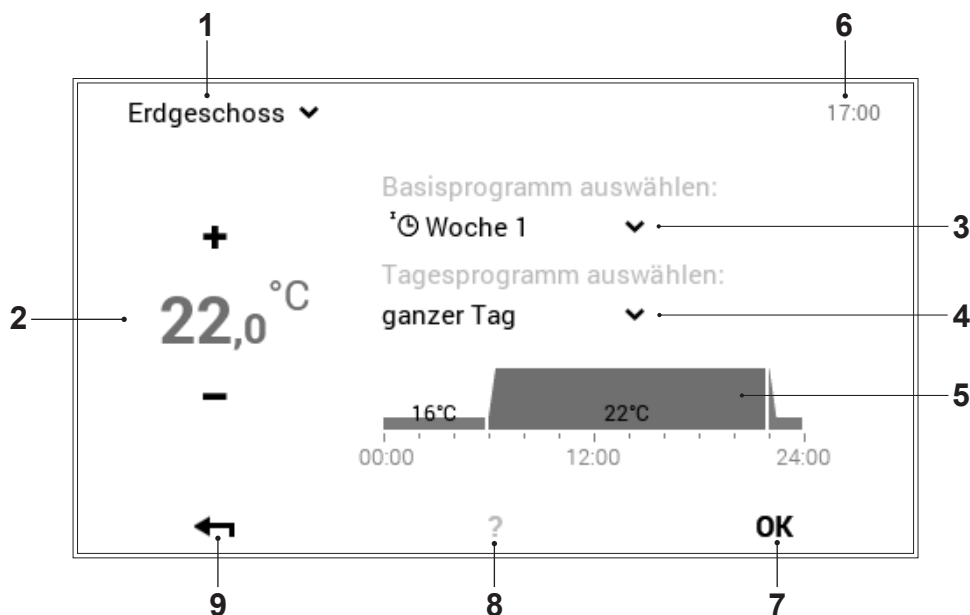 1
6
Erdgeschoss
17:00
Basisprogramm auswählen:
Woche 1
3
+
Tagesprogramm auswählen:
2
22,0 °C
ganzer Tag
4
−
5
16°C
22°C
00:00
12:00
24:00
?
OK
9
8
7